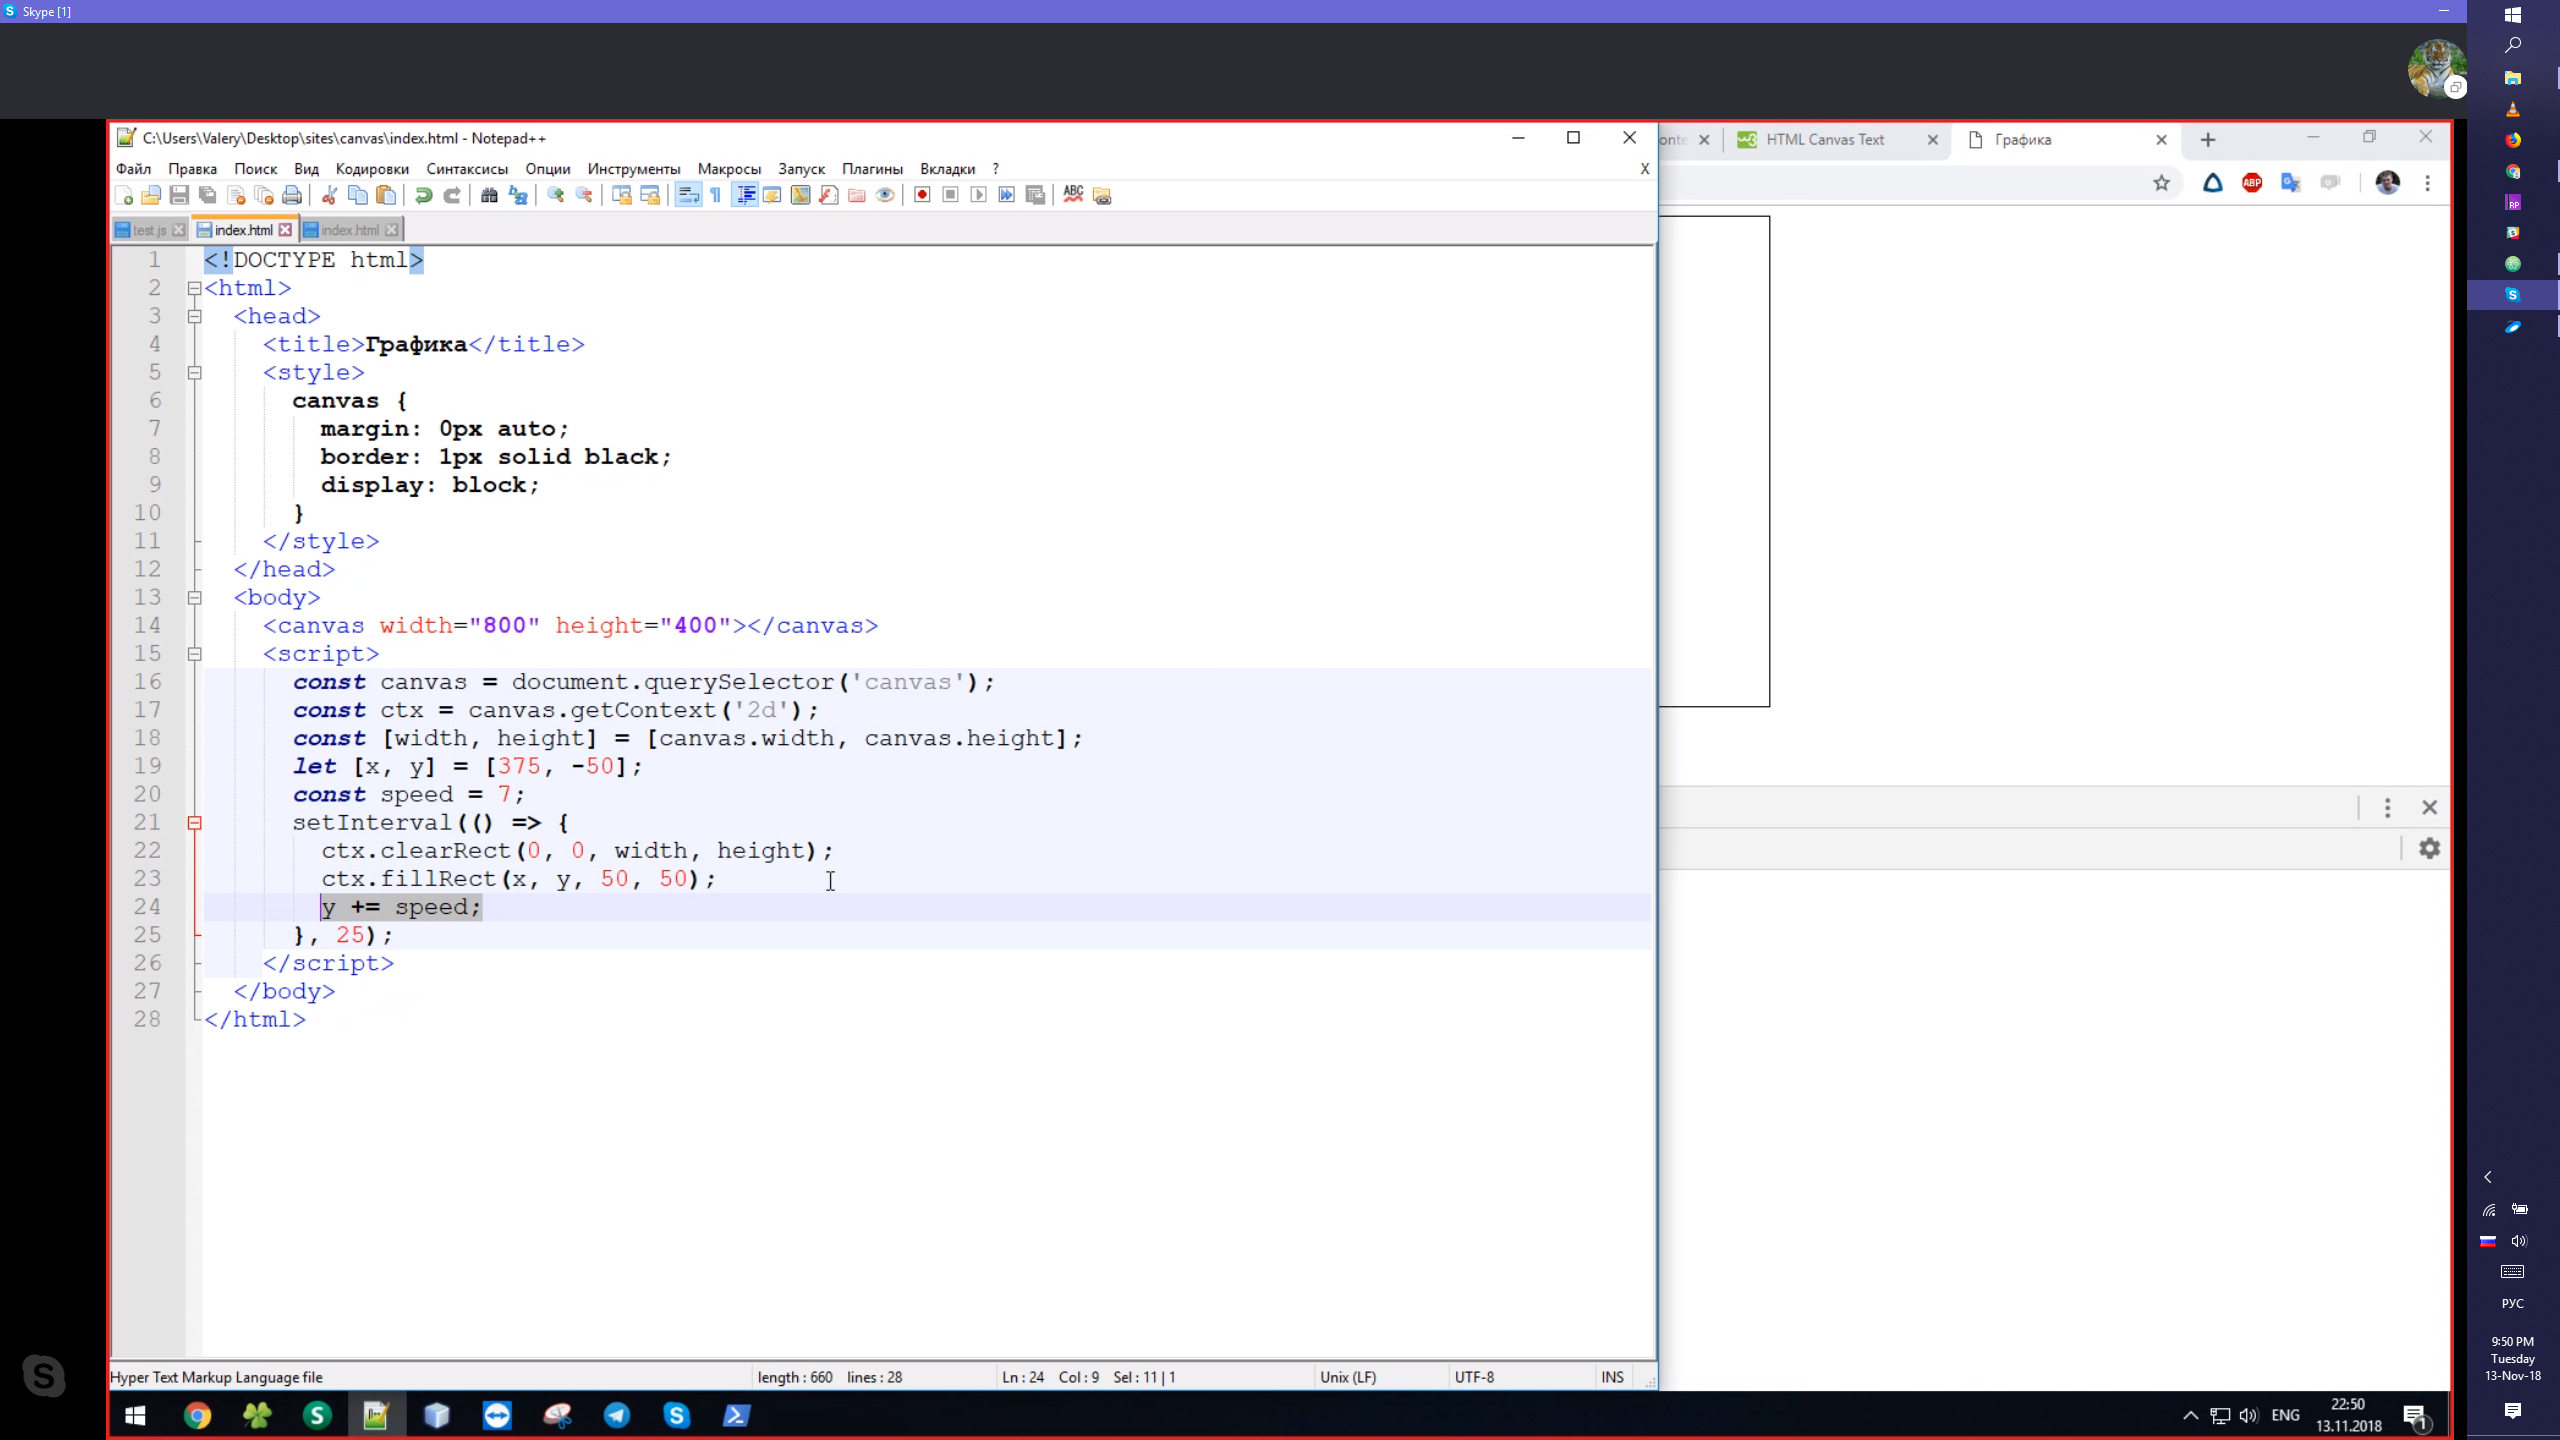 Skype [1]
C:\Users\Valery\Desktop\sites\canvas\index.html - Notepad++
HTML Canvas Text
Графика
Файл Правка Поиск Вид Кодировки Синтаксисы Опции Инструменты Макросы Запуск Плагины Вкладки ? X
ABP
ABC
RP
test.js index.html index.html
1 <!DOCTYPE html>
2 <html>
3 <head>
4 <title>Графика</title>
5 <style>
6 canvas {
7 margin: 0px auto;
8 border: 1px solid black;
9 display: block;
10 }
11 </style>
12 </head>
13 <body>
14 <canvas width="800" height="400"></canvas>
15 <script>
16 const canvas = document.querySelector('canvas');
17 const ctx = canvas.getContext('2d');
18 const [width, height] = [canvas.width, canvas.height];
19 let [x, y] = [375, -50];
20 const speed = 7;
21 setInterval(() => {
22 ctx.clearRect(0, 0, width, height);
23 ctx.fillRect(x, y, 50, 50);
24 y += speed;
25 }, 25);
26 </script>
27 </body>
28 </html>
Hyper Text Markup Language file length : 660 lines : 28 Ln : 24 Col : 9 Sel : 11 | 1 Unix (LF) UTF-8 INS
ENG
22:50
13.11.2018
1
РУС
9:50 PM
Tuesday
13-Nov-18